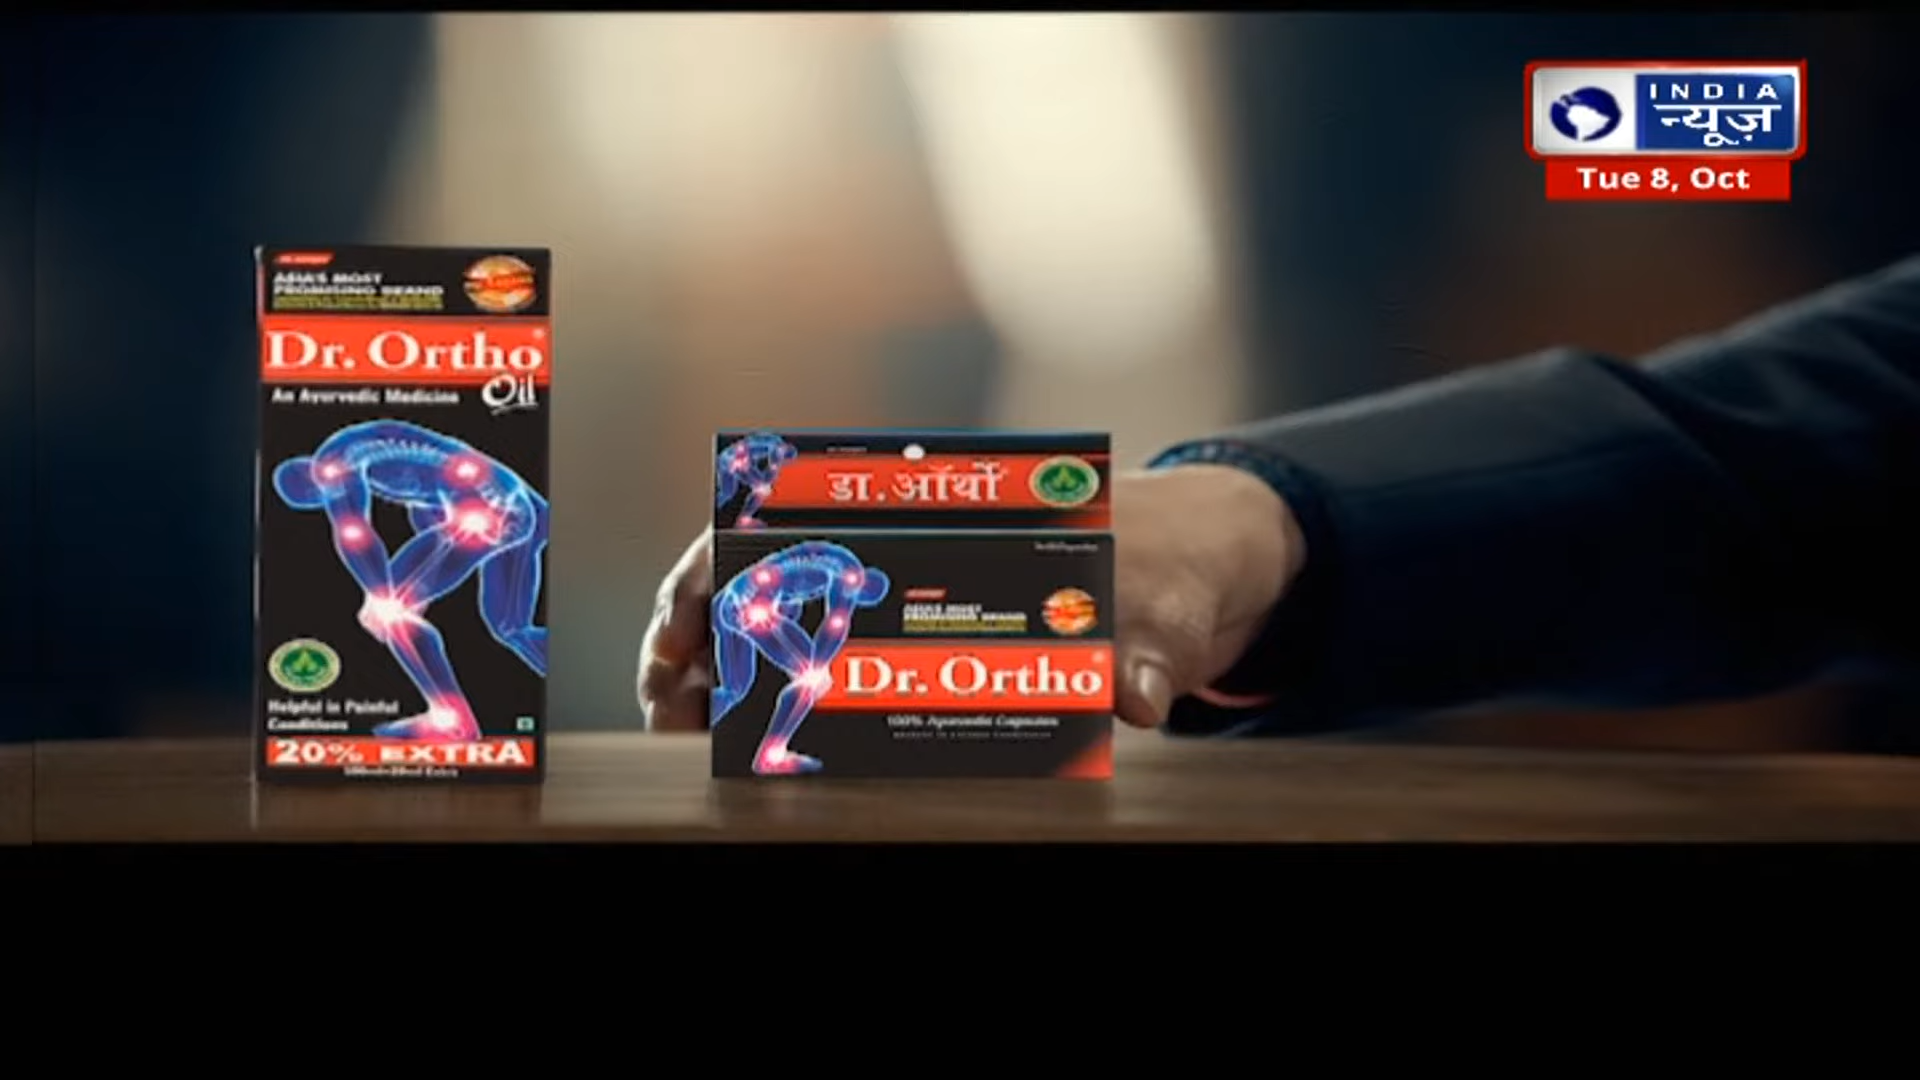 INDIA
न्यूज़
Tue 8, Oct
ASIA'S MOST
PROMISING BRAND
Dr. Ortho
Oil
An Ayurvedic Medicine
Helpful in Painful
Conditions
20% EXTRA
डा.ऑर्थो
ASIA'S MOST
PROMISING BRAND
Dr. Ortho
100% Ayurvedic Capsules